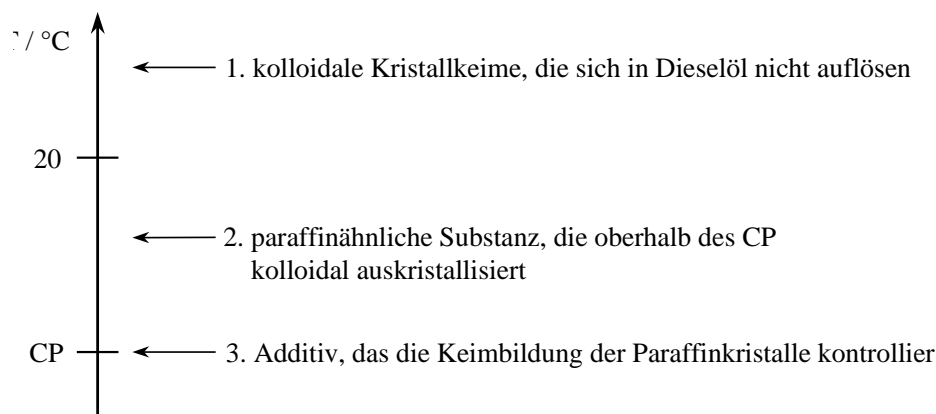 / °C
1. kolloidale Kristallkeime, die sich in Dieselöl nicht auflösen
20
2. paraffinähnliche Substanz, die oberhalb des CP
kolloidal auskristallisiert
CP
3. Additiv, das die Keimbildung der Paraffinkristalle kontrollier